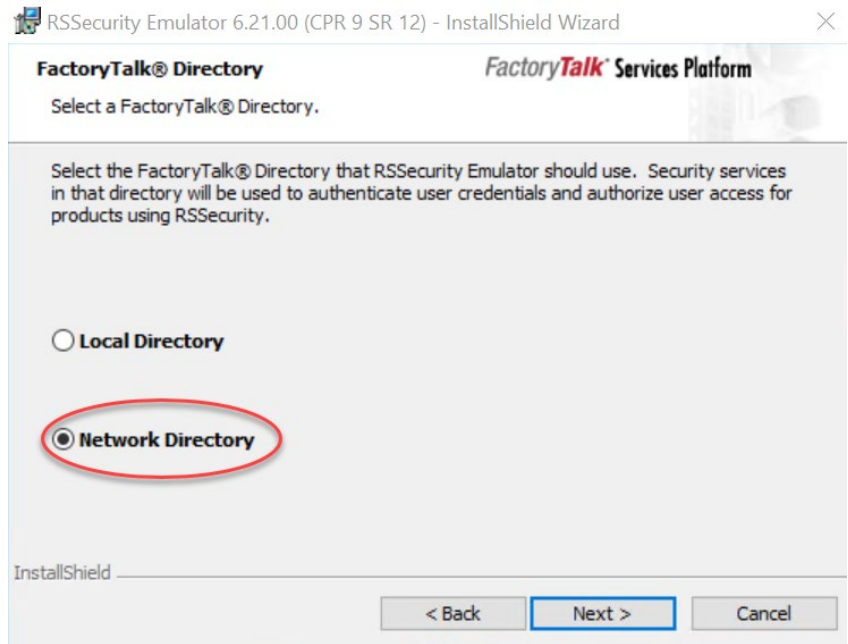 RSSecurity Emulator 6.21.00 (CPR 9 SR 12) - InstallShield Wizard
FactoryTalk® Directory
FactoryTalk® Services Platform
Select a FactoryTalk® Directory.
Select the FactoryTalk® Directory that RSSecurity Emulator should use.  Security services
in that directory will be used to authenticate user credentials and authorize user access for
products using RSSecurity.
Local Directory
Network Directory
InstallShield
< Back
Next >
Cancel